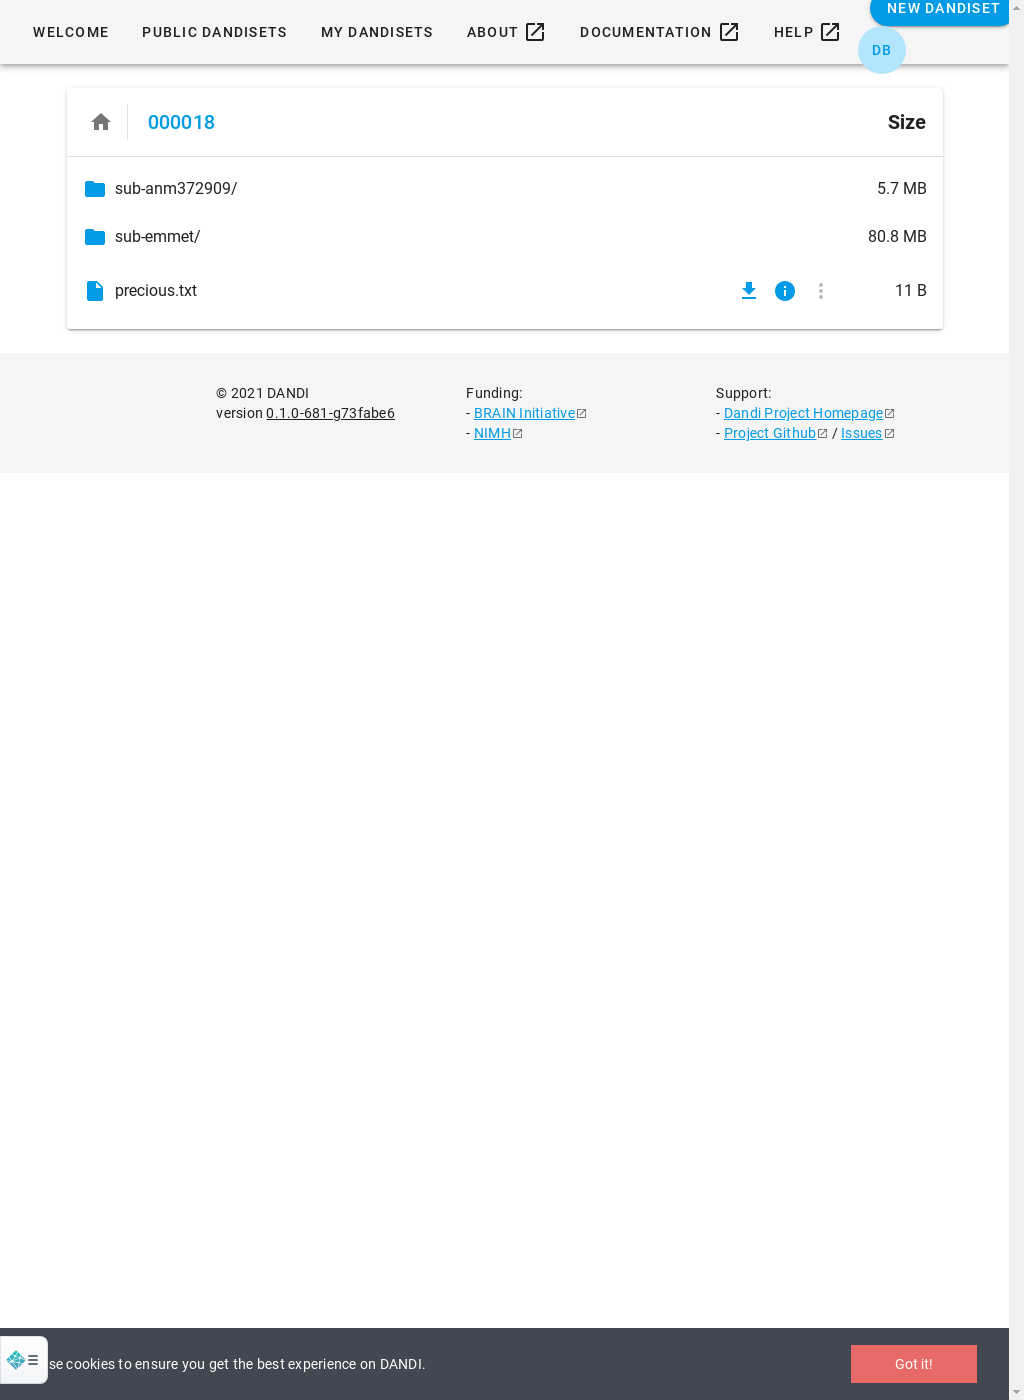 NEW DANDISET
WELCOME PUBLIC DANDISETS MY DANDISETS ABOUT DOCUMENTATION HELP
DB
000018 Size
sub-anm372909/ 5.7 MB
sub-emmet/ 80.8 MB
precious.txt 11 B
© 2021 DANDI
version 0.1.0-681-g73fabe6
Funding:
- BRAIN Initiative
- NIMH
Support:
- Dandi Project Homepage
- Project Github / Issues
se cookies to ensure you get the best experience on DANDI.
Got it!